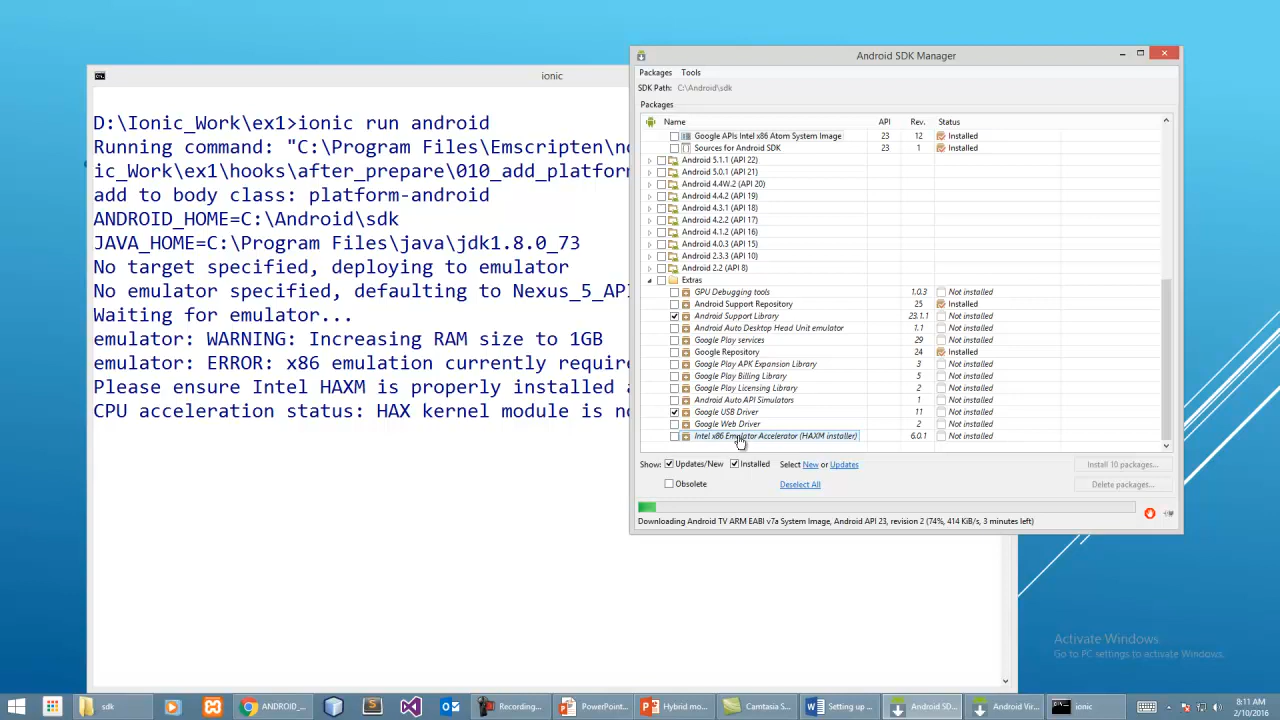 ionic
D:\Ionic_Work\ex1>ionic run android
Running command: "C:\Program Files\Emscripten\no
ic_Work\ex1\hooks\after_prepare\010_add_platform
add to body class: platform-android
ANDROID_HOME=C:\Android\sdk
JAVA_HOME=C:\Program Files\java\jdk1.8.0_73
No target specified, deploying to emulator
No emulator specified, defaulting to Nexus_5_API
Waiting for emulator...
emulator: WARNING: Increasing RAM size to 1GB
emulator: ERROR: x86 emulation currently require
Please ensure Intel HAXM is properly installed a
CPU acceleration status: HAX kernel module is no
Android SDK Manager
Packages Tools
SDK Path: C:\Android\sdk
Packages
Name API Rev. Status
Google APIs Intel x86 Atom System Image 23 12 Installed
Sources for Android SDK 23 1 Installed
Android 5.1.1 (API 22)
Android 5.0.1 (API 21)
Android 4.4W.2 (API 20)
Android 4.4.2 (API 19)
Android 4.3.1 (API 18)
Android 4.2.2 (API 17)
Android 4.1.2 (API 16)
Android 4.0.3 (API 15)
Android 2.3.3 (API 10)
Android 2.2 (API 8)
Extras
GPU Debugging tools 1.0.3 Not installed
Android Support Repository 25 Installed
Android Support Library 23.1.1 Not installed
Android Auto Desktop Head Unit emulator 1.1 Not installed
Google Play services 29 Not installed
Google Repository 24 Installed
Google Play APK Expansion Library 3 Not installed
Google Play Billing Library 5 Not installed
Google Play Licensing Library 2 Not installed
Android Auto API Simulators 1 Not installed
Google USB Driver 11 Not installed
Google Web Driver 2 Not installed
Intel x86 Emulator Accelerator (HAXM installer) 6.0.1 Not installed
Show: Updates/New Installed Select New or Updates Install 10 packages...
Obsolete Deselect All Delete packages...
Downloading Android TV ARM EABI v7a System Image, Android API 23, revision 2 (74%, 414 KiB/s, 3 minutes left)
Activate Windows
Go to PC settings to activate Windows.
sdk ANDROID_... Recording... PowerPoint... Hybrid mo... Camtasia S... Setting up ... Android SD... Android Vir... ionic
8:11 AM
2/10/2016